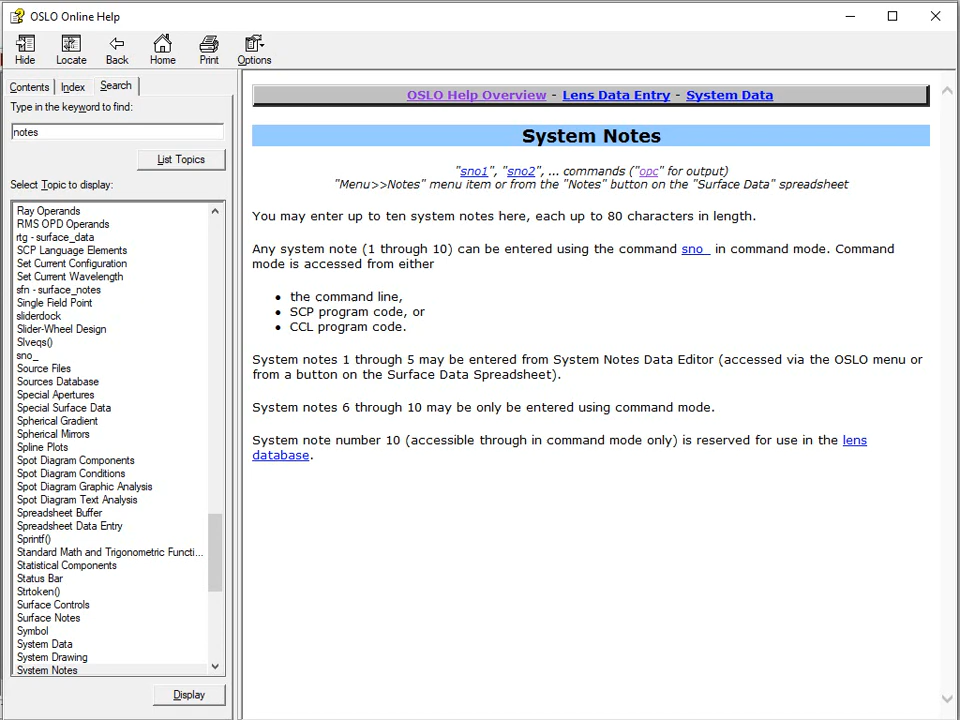 OSLO Online Help
Hide Locate Back Home Print Options
Contents Index Search
Type in the keyword to find:
notes
List Topics
Select Topic to display:
Ray Operands
RMS OPD Operands
rtg - surface_data
SCP Language Elements
Set Current Configuration
Set Current Wavelength
sfn - surface_notes
Single Field Point
sliderdock
Slider-Wheel Design
Slveqs()
sno_
Source Files
Sources Database
Special Apertures
Special Surface Data
Spherical Gradient
Spherical Mirrors
Spline Plots
Spot Diagram Components
Spot Diagram Conditions
Spot Diagram Graphic Analysis
Spot Diagram Text Analysis
Spreadsheet Buffer
Spreadsheet Data Entry
Sprintf()
Standard Math and Trigonometric Functi...
Statistical Components
Status Bar
Strtoken()
Surface Controls
Surface Notes
Symbol
System Data
System Drawing
System Notes
Display
OSLO Help Overview - Lens Data Entry - System Data
System Notes
"sno1", "sno2", ... commands ("opc" for output)
"Menu>>Notes" menu item or from the "Notes" button on the "Surface Data" spreadsheet
You may enter up to ten system notes here, each up to 80 characters in length.
Any system note (1 through 10) can be entered using the command sno_ in command mode. Command
mode is accessed from either
• the command line,
• SCP program code, or
• CCL program code.
System notes 1 through 5 may be entered from System Notes Data Editor (accessed via the OSLO menu or
from a button on the Surface Data Spreadsheet).
System notes 6 through 10 may be only be entered using command mode.
System note number 10 (accessible through in command mode only) is reserved for use in the lens
database.